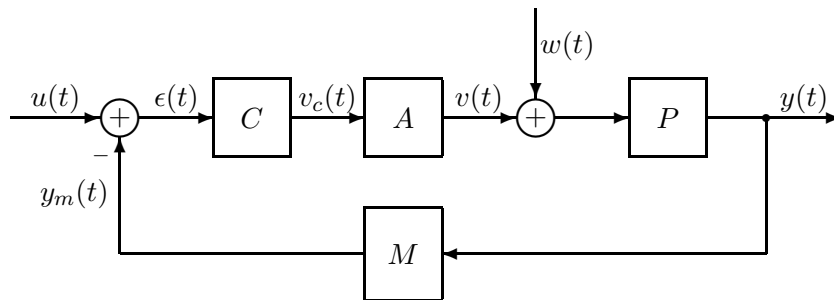 w(t)
u(t) + ϵ(t) C v_c(t) A v(t) + P y(t)
−
y_m(t)
M